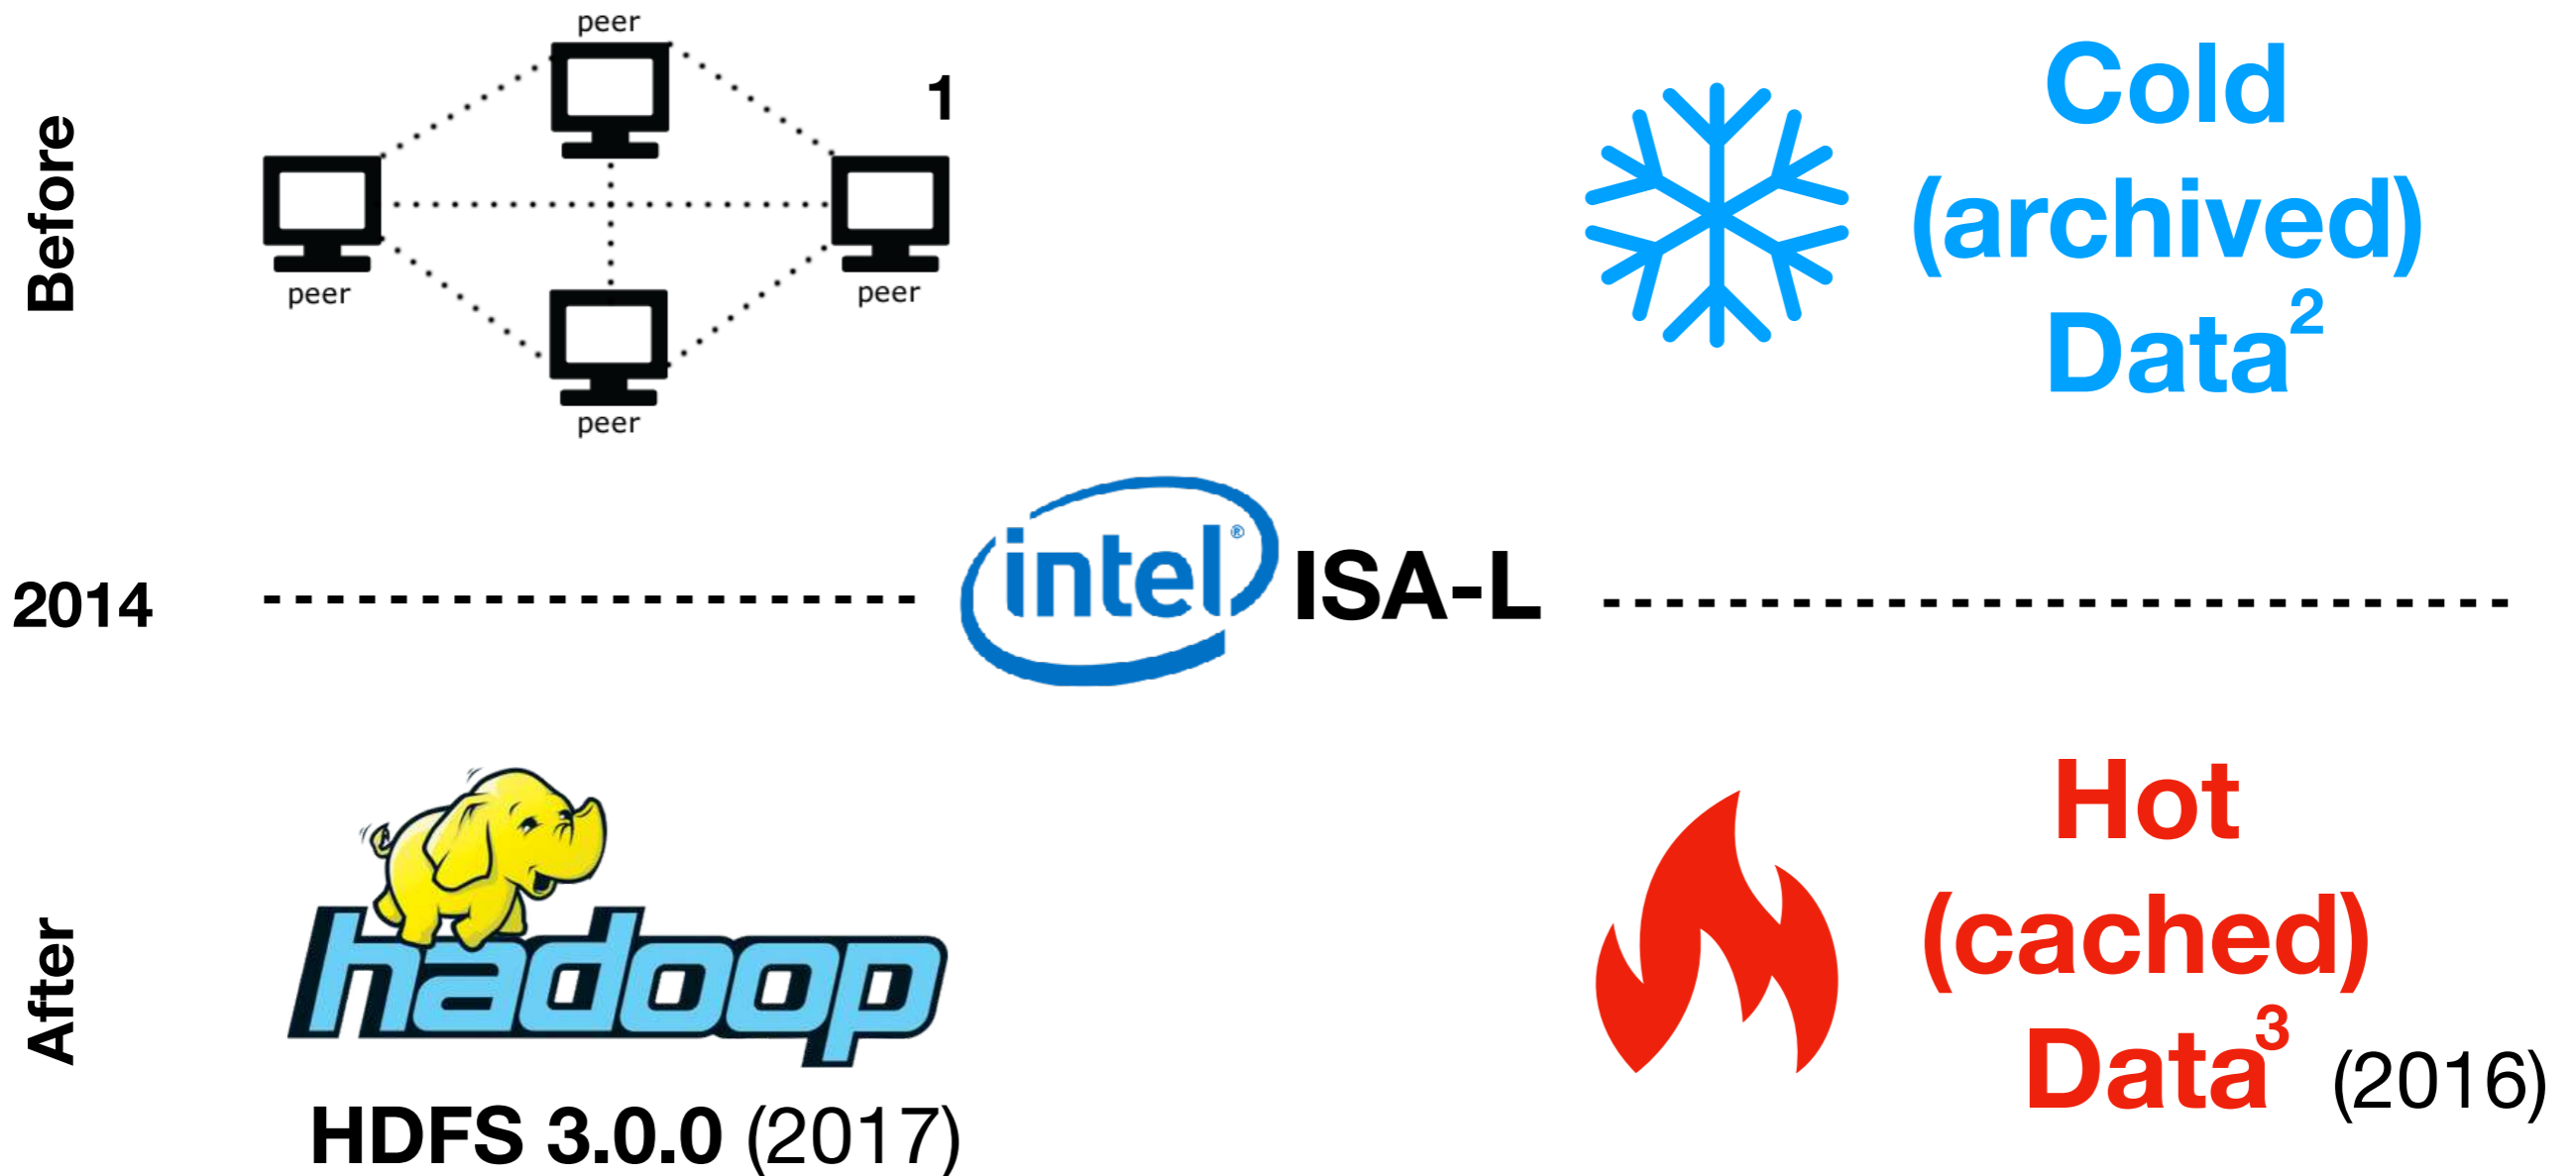 Before
peer
peer
peer
peer
1
Cold
(archived)
Data²
2014
intel® ISA-L
After
hadoop
HDFS 3.0.0 (2017)
Hot
(cached)
Data³ (2016)